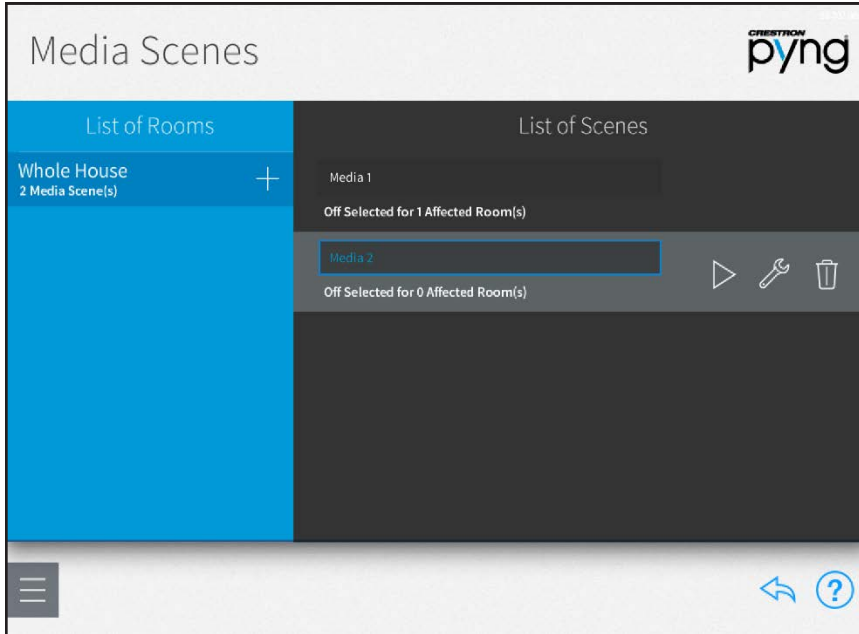 Media Scenes
CRESTRON
pyng
List of Rooms
List of Scenes
Whole House
2 Media Scene(s)
Media 1
Off Selected for 1 Affected Room(s)
Media 2
Off Selected for 0 Affected Room(s)
?